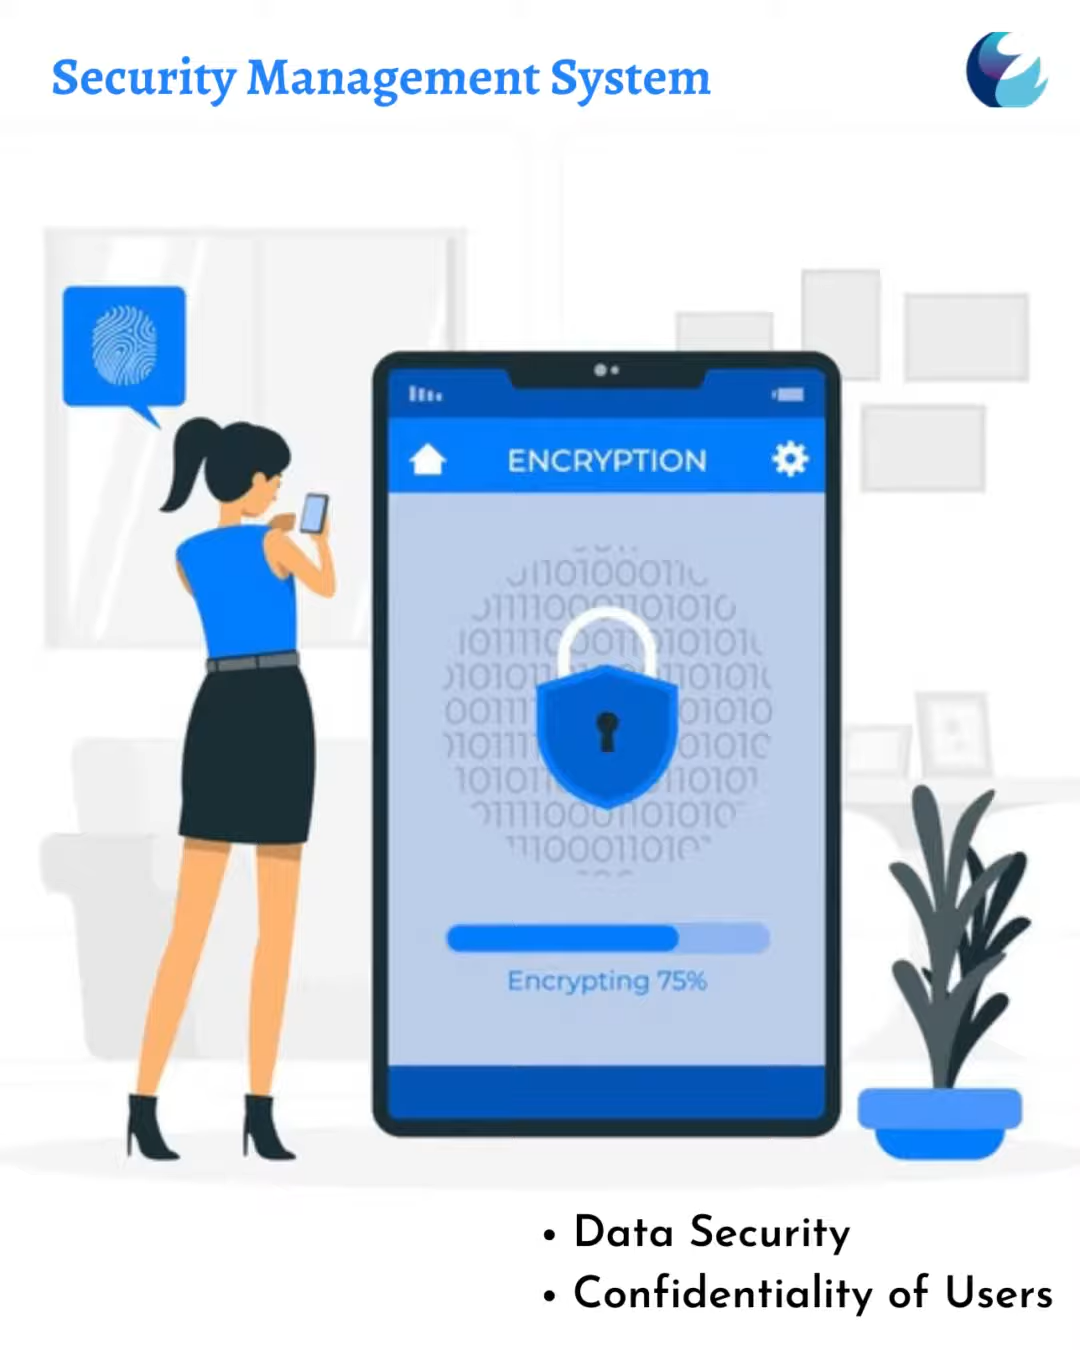 Security Management System
ENCRYPTION
Encrypting 75%
• Data Security
• Confidentiality of Users